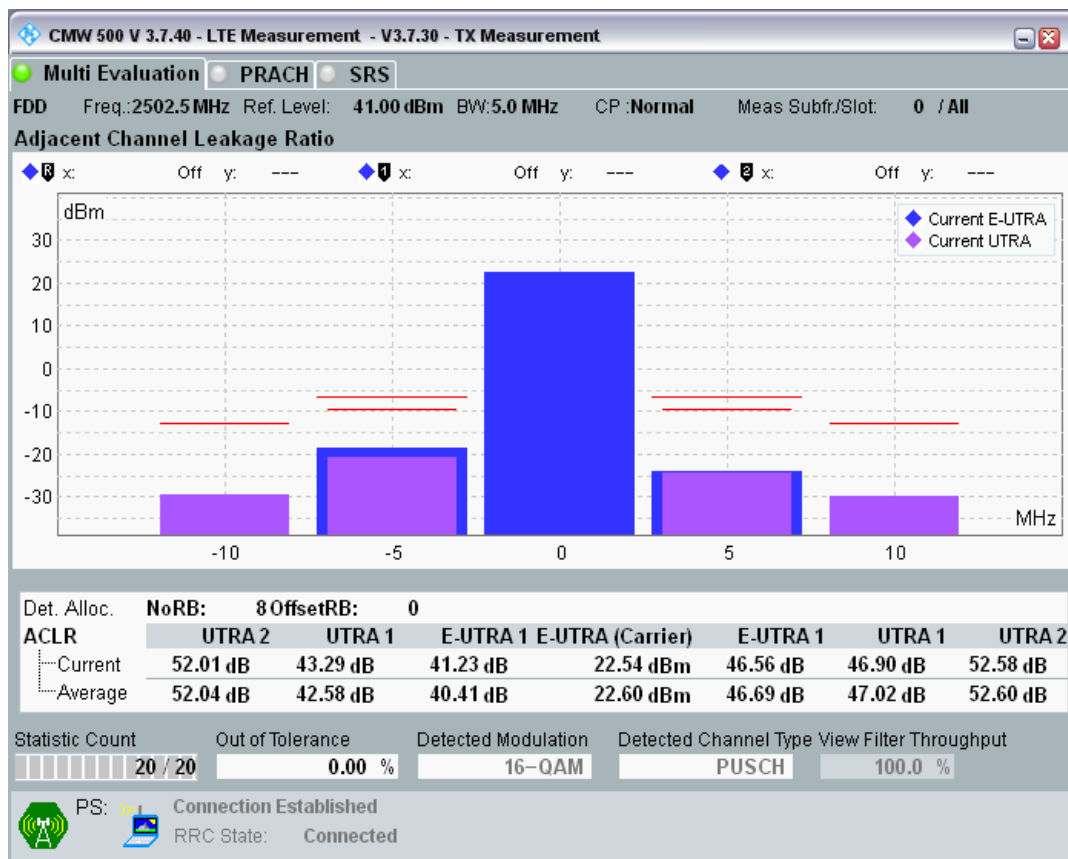 CMW 500 V 3.7.40 - LTE Measurement - V3.7.30 - TX Measurement
Multi Evaluation PRACH SRS
FDD Freq.:2502.5 MHz Ref. Level: 41.00 dBm BW:5.0 MHz CP :Normal Meas Subfr./Slot: 0 / All
Adjacent Channel Leakage Ratio
R x: Off y: --- 1 x: Off y: --- 2 x: Off y: ---
dBm
Current E-UTRA
Current UTRA
30
20
10
0
-10
-20
-30
MHz
-10 -5 0 5 10
Det. Alloc. NoRB: 8 OffsetRB: 0
ACLR UTRA 2 UTRA 1 E-UTRA 1 E-UTRA (Carrier) E-UTRA 1 UTRA 1 UTRA 2
Current 52.01 dB 43.29 dB 41.23 dB 22.54 dBm 46.56 dB 46.90 dB 52.58 dB
Average 52.04 dB 42.58 dB 40.41 dB 22.60 dBm 46.69 dB 47.02 dB 52.60 dB
Statistic Count Out of Tolerance Detected Modulation Detected Channel Type View Filter Throughput
20 / 20 0.00 % 16-QAM PUSCH 100.0 %
PS: Connection Established
RRC State: Connected